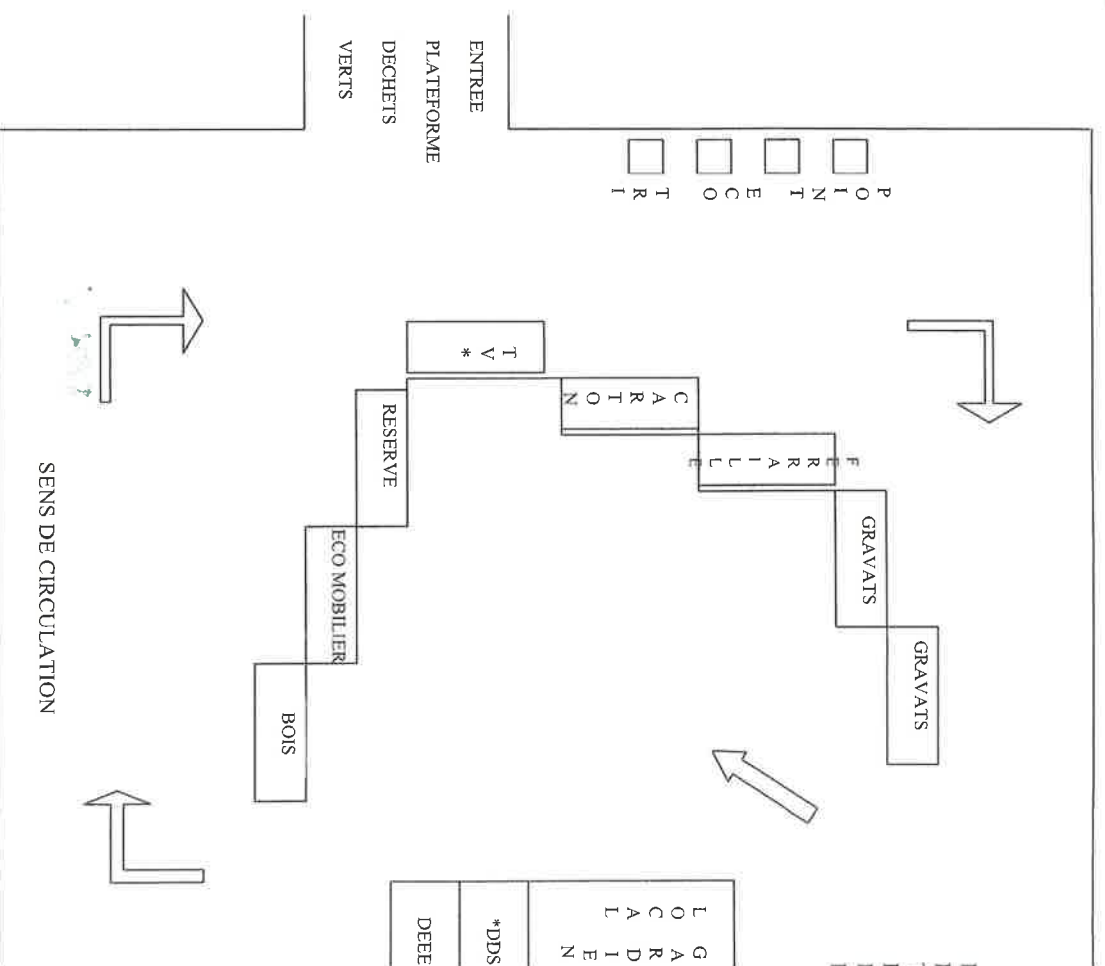 POINT
ECO
TRI
ENTREE
PLATEFORME
DECHETS
VERTS
GRAVATS
GRAVATS
FERRAILLE
CARTON
TV*
RESERVE
ECO MOBILIER
BOIS
LOCAL
GARDIEN
*DDS
DEEE
SENS DE CIRCULATION